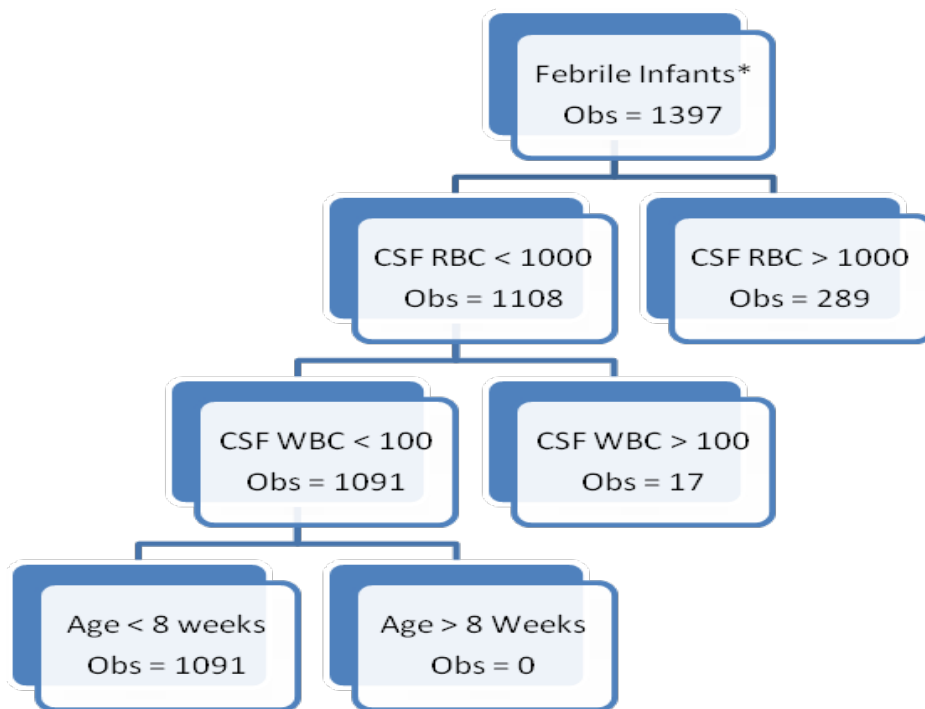 Febrile Infants*
Obs = 1397
CSF RBC < 1000
Obs = 1108
CSF RBC > 1000
Obs = 289
CSF WBC < 100
Obs = 1091
CSF WBC > 100
Obs = 17
Age < 8 weeks
Obs = 1091
Age > 8 Weeks
Obs = 0